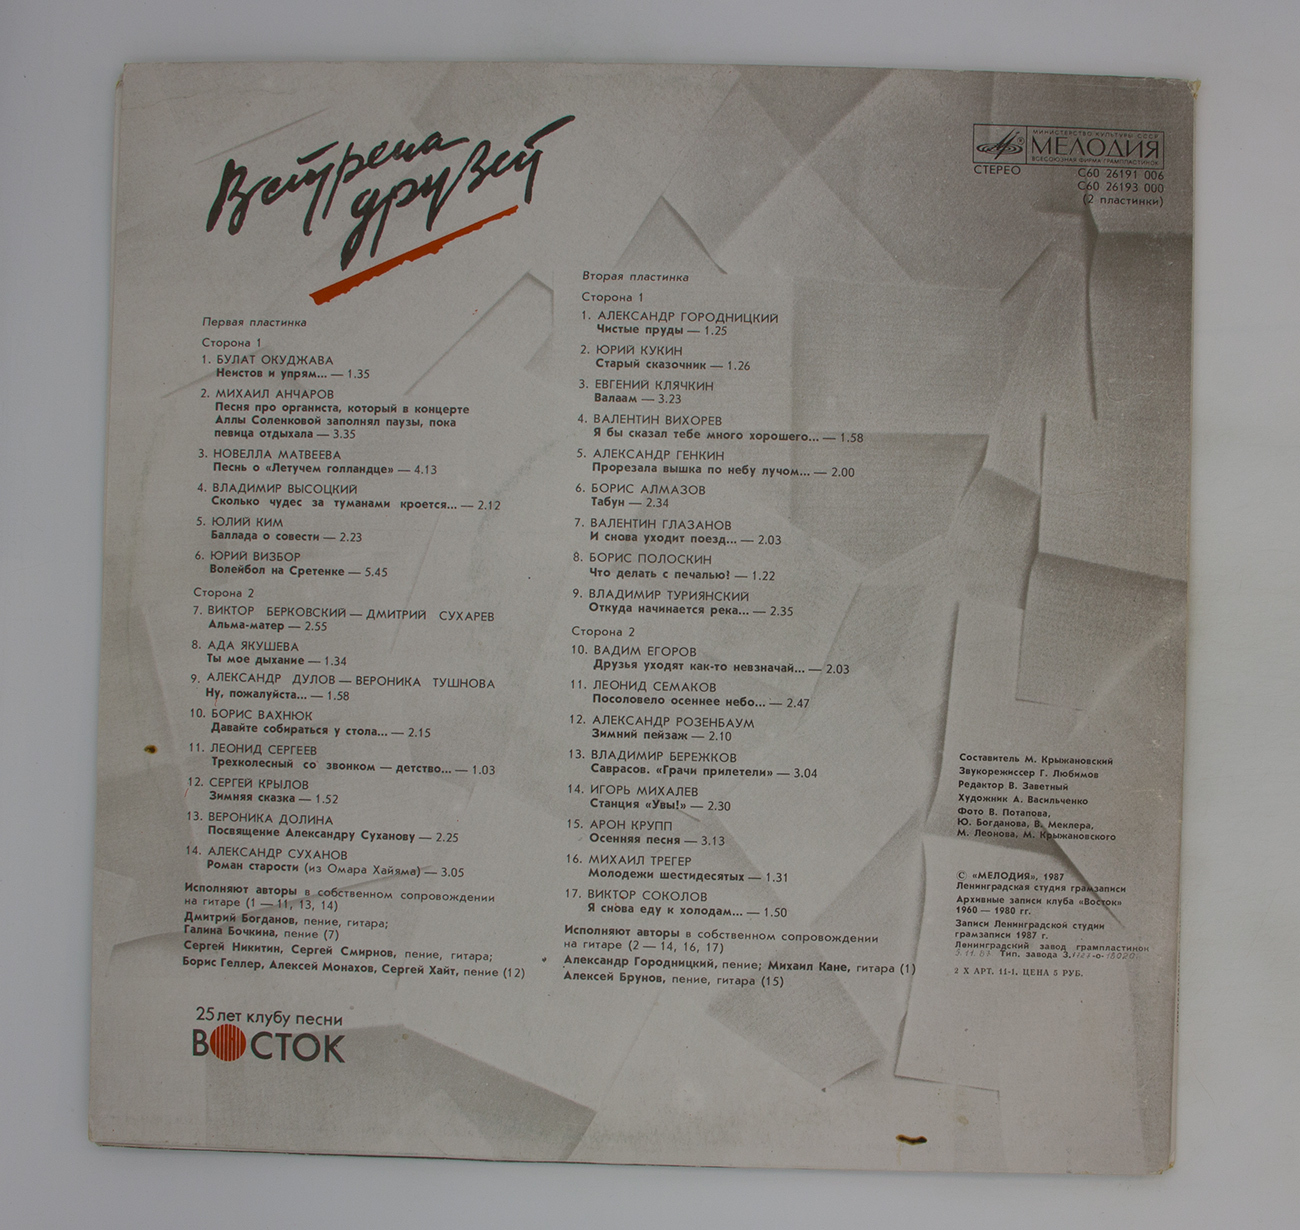 Встреча
друзей
МИНИСТЕРСТВО КУЛЬТУРЫ СССР
МЕЛОДИЯ
ВСЕСОЮЗНАЯ ФИРМА ГРАМПЛАСТИНОК
СТЕРЕО
С60 26191 006
С60 26193 000
(2 пластинки)
Первая пластинка
Сторона 1
1. БУЛАТ ОКУДЖАВА
Неистов и упрям... — 1.35
2. МИХАИЛ АНЧАРОВ
Песня про органиста, который в концерте
Аллы Соленковой заполнял паузы, пока
певица отдыхала — 3.35
3. НОВЕЛЛА МАТВЕЕВА
Песнь о «Летучем голландце» — 4.13
4. ВЛАДИМИР ВЫСОЦКИЙ
Сколько чудес за туманами кроется... — 2.12
5. ЮЛИЙ КИМ
Баллада о совести — 2.23
6. ЮРИЙ ВИЗБОР
Волейбол на Сретенке — 5.45
Сторона 2
7. ВИКТОР БЕРКОВСКИЙ — ДМИТРИЙ СУХАРЕВ
Альма-матер — 2.55
8. АДА ЯКУШЕВА
Ты мое дыхание — 1.34
9. АЛЕКСАНДР ДУЛОВ — ВЕРОНИКА ТУШНОВА
Ну, пожалуйста... — 1.58
10. БОРИС ВАХНЮК
Давайте собираться у стола... — 2.15
11. ЛЕОНИД СЕРГЕЕВ
Трехколесный со звонком — детство... — 1.03
12. СЕРГЕЙ КРЫЛОВ
Зимняя сказка — 1.52
13. ВЕРОНИКА ДОЛИНА
Посвящение Александру Суханову — 2.25
14. АЛЕКСАНДР СУХАНОВ
Роман старости (из Омара Хайяма) — 3.05
Исполняют авторы в собственном сопровождении
на гитаре (1 — 11, 13, 14)
Дмитрий Богданов, пение, гитара;
Галина Бочкина, пение (7)
Сергей Никитин, Сергей Смирнов, пение, гитара;
Борис Геллер, Алексей Монахов, Сергей Хайт, пение (12)
25 лет клубу песни
ВОСТОК
Вторая пластинка
Сторона 1
1. АЛЕКСАНДР ГОРОДНИЦКИЙ
Чистые пруды — 1.25
2. ЮРИЙ КУКИН
Старый сказочник — 1.26
3. ЕВГЕНИЙ КЛЯЧКИН
Валаам — 3.23
4. ВАЛЕНТИН ВИХОРЕВ
Я бы сказал тебе много хорошего... — 1.58
5. АЛЕКСАНДР ГЕНКИН
Прорезала вышка по небу лучом... — 2.00
6. БОРИС АЛМАЗОВ
Табун — 2.34
7. ВАЛЕНТИН ГЛАЗАНОВ
И снова уходит поезд... — 2.03
8. БОРИС ПОЛОСКИН
Что делать с печалью! — 1.22
9. ВЛАДИМИР ТУРИЯНСКИЙ
Откуда начинается река... — 2.35
Сторона 2
10. ВАДИМ ЕГОРОВ
Друзья уходят как-то невзначай... — 2.03
11. ЛЕОНИД СЕМАКОВ
Посоловело осеннее небо... — 2.47
12. АЛЕКСАНДР РОЗЕНБАУМ
Зимний пейзаж — 2.10
13. ВЛАДИМИР БЕРЕЖКОВ
Саврасов. «Грачи прилетели» — 3.04
14. ИГОРЬ МИХАЛЕВ
Станция «Увы!» — 2.30
15. АРОН КРУПП
Осенняя песня — 3.13
16. МИХАИЛ ТРЕГЕР
Молодежи шестидесятых — 1.31
17. ВИКТОР СОКОЛОВ
Я снова еду к холодам... — 1.50
Исполняют авторы в собственном сопровождении
на гитаре (2 — 14, 16, 17)
Александр Городницкий, пение; Михаил Кане, гитара (1)
Алексей Брунов, пение, гитара (15)
Составитель М. Крыжановский
Звукорежиссер Г. Любимов
Редактор В. Заветный
Художник А. Васильченко
Фото В. Потапова,
Ю. Богданова, В. Меклера,
М. Леонова, М. Крыжановского
© «МЕЛОДИЯ», 1987
Ленинградская студия грамзаписи
Архивные записи клуба «Восток»
1960 — 1980 гг.
Записи Ленинградской студии
грамзаписи 1987 г.
Ленинградский завод грампластинок
Тип. завода З.
2 X АРТ. 11-1. ЦЕНА 5 РУБ.